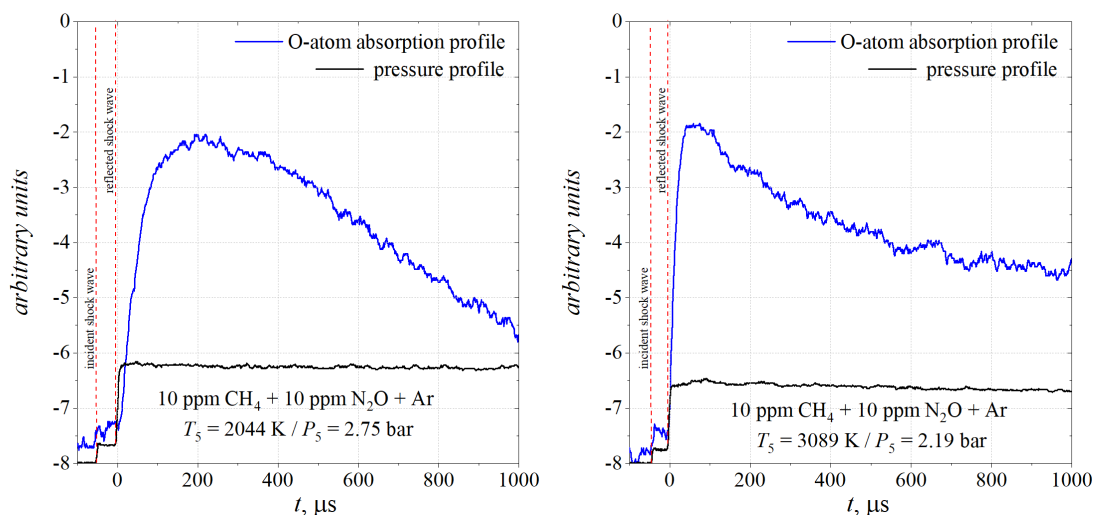 0
-1
-2
-3
-4
-5
-6
-7
-8
arbitrary units
O-atom absorption profile
pressure profile
incident shock wave
reflected shock wave
10 ppm CH₄ + 10 ppm N₂O + Ar
T₅ = 2044 K / P₅ = 2.75 bar
0 200 400 600 800 1000
t, μs
0
-1
-2
-3
-4
-5
-6
-7
-8
arbitrary units
O-atom absorption profile
pressure profile
incident shock wave
reflected shock wave
10 ppm CH₄ + 10 ppm N₂O + Ar
T₅ = 3089 K / P₅ = 2.19 bar
0 200 400 600 800 1000
t, μs